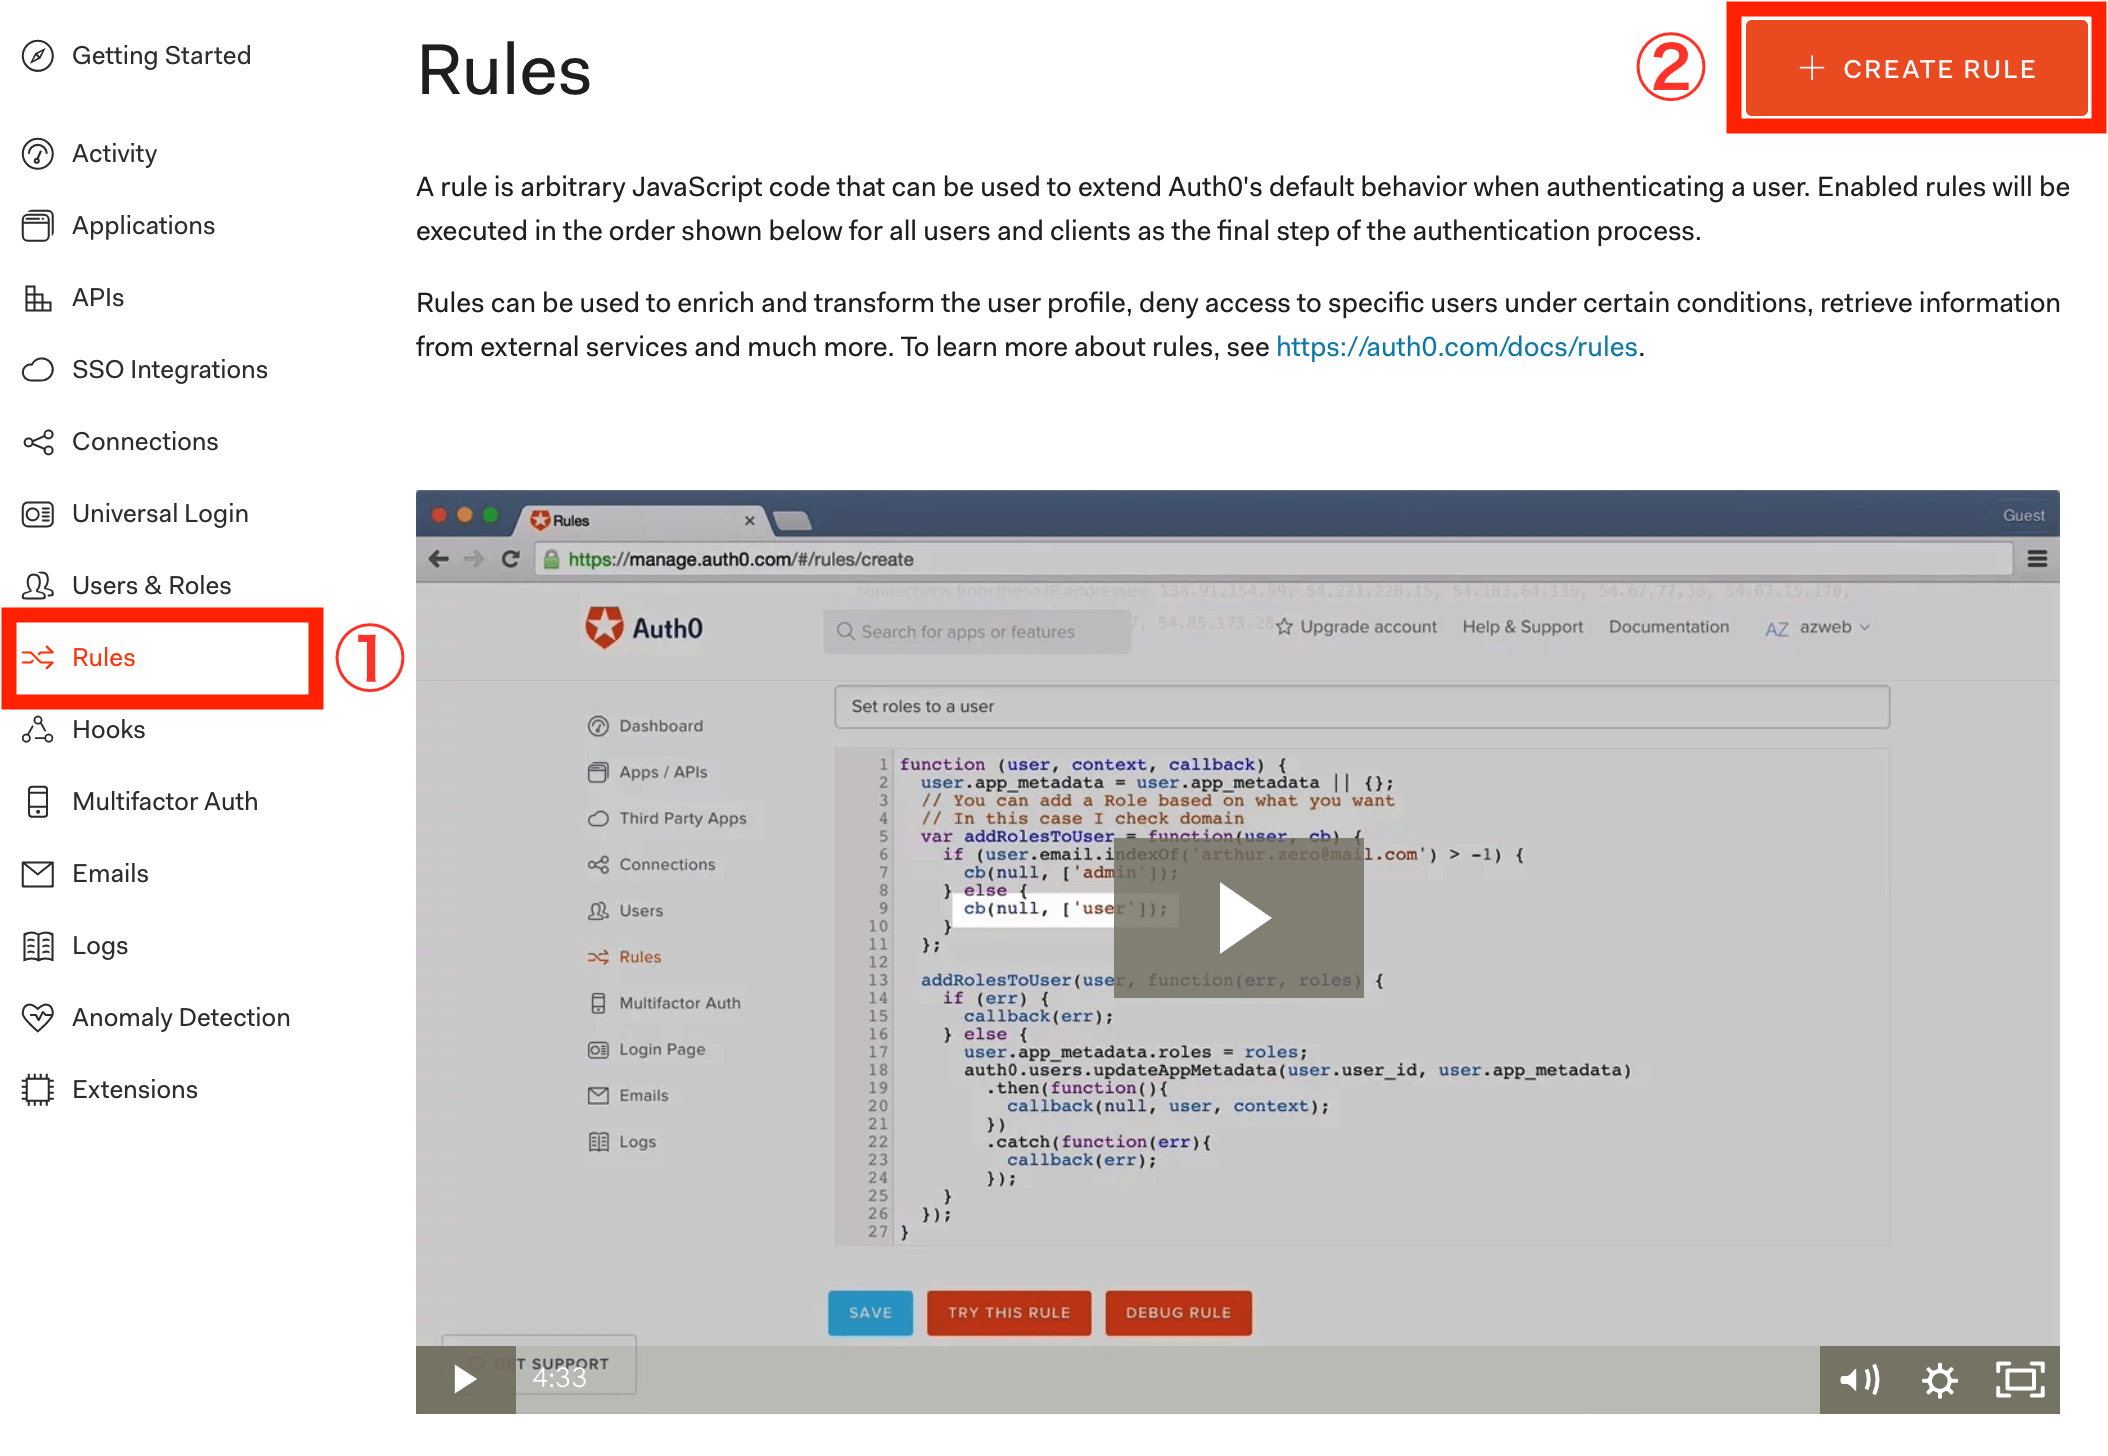 Getting Started
Activity
Applications
APIs
SSO Integrations
Connections
Universal Login
Users & Roles
Rules
①
Hooks
Multifactor Auth
Emails
Logs
Anomaly Detection
Extensions
Rules
②
+ CREATE RULE
A rule is arbitrary JavaScript code that can be used to extend Auth0's default behavior when authenticating a user. Enabled rules will be
executed in the order shown below for all users and clients as the final step of the authentication process.
Rules can be used to enrich and transform the user profile, deny access to specific users under certain conditions, retrieve information
from external services and much more. To learn more about rules, see https://auth0.com/docs/rules.
Rules
Guest
https://manage.auth0.com/#/rules/create
connections from these IP addresses: 138.91.154.99, 54.221.228.15, 54.183.64.135, 54.67.77.38, 54.67.15.170,
54.85.173.28
Auth0
Search for apps or features
Upgrade account
Help & Support
Documentation
AZ azweb
Dashboard
Apps / APIs
Third Party Apps
Connections
Users
Rules
Multifactor Auth
Login Page
Emails
Logs
Set roles to a user
1 function (user, context, callback) {
2 user.app_metadata = user.app_metadata || {};
3 // You can add a Role based on what you want
4 // In this case I check domain
5 var addRolesToUser = function(user, cb) {
6 if (user.email.indexOf('arthur.zero@mail.com') > -1) {
7 cb(null, ['admin']);
8 } else {
9 cb(null, ['user']);
10 }
11 };
12
13 addRolesToUser(user, function(err, roles) {
14 if (err) {
15 callback(err);
16 } else {
17 user.app_metadata.roles = roles;
18 auth0.users.updateAppMetadata(user.user_id, user.app_metadata)
19 .then(function(){
20 callback(null, user, context);
21 })
22 .catch(function(err){
23 callback(err);
24 });
25 }
26 });
27 }
SAVE
TRY THIS RULE
DEBUG RULE
GET SUPPORT
4:33